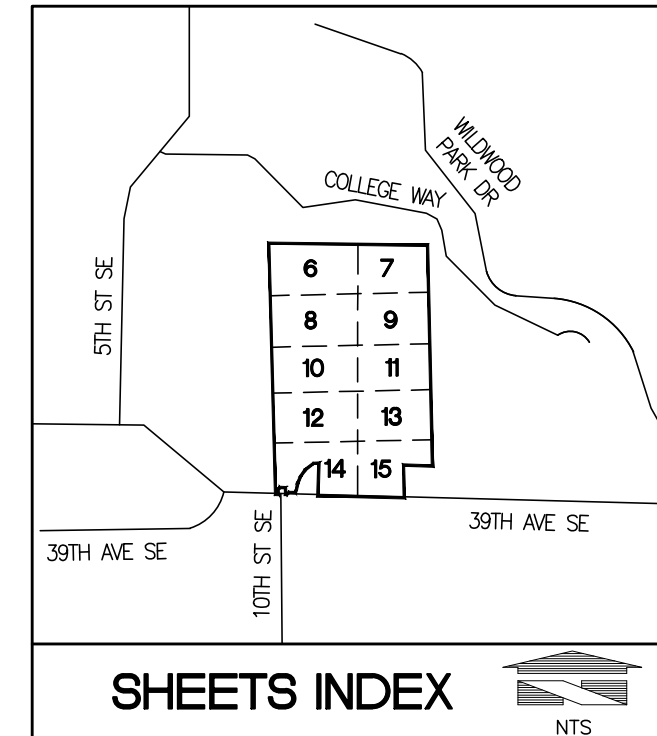 WILDWOOD
PARK DR
COLLEGE WAY
5TH ST SE
6 7
8 9
10 11
12 13
14 15
39TH AVE SE
39TH AVE SE
10TH ST SE
SHEETS INDEX
NTS